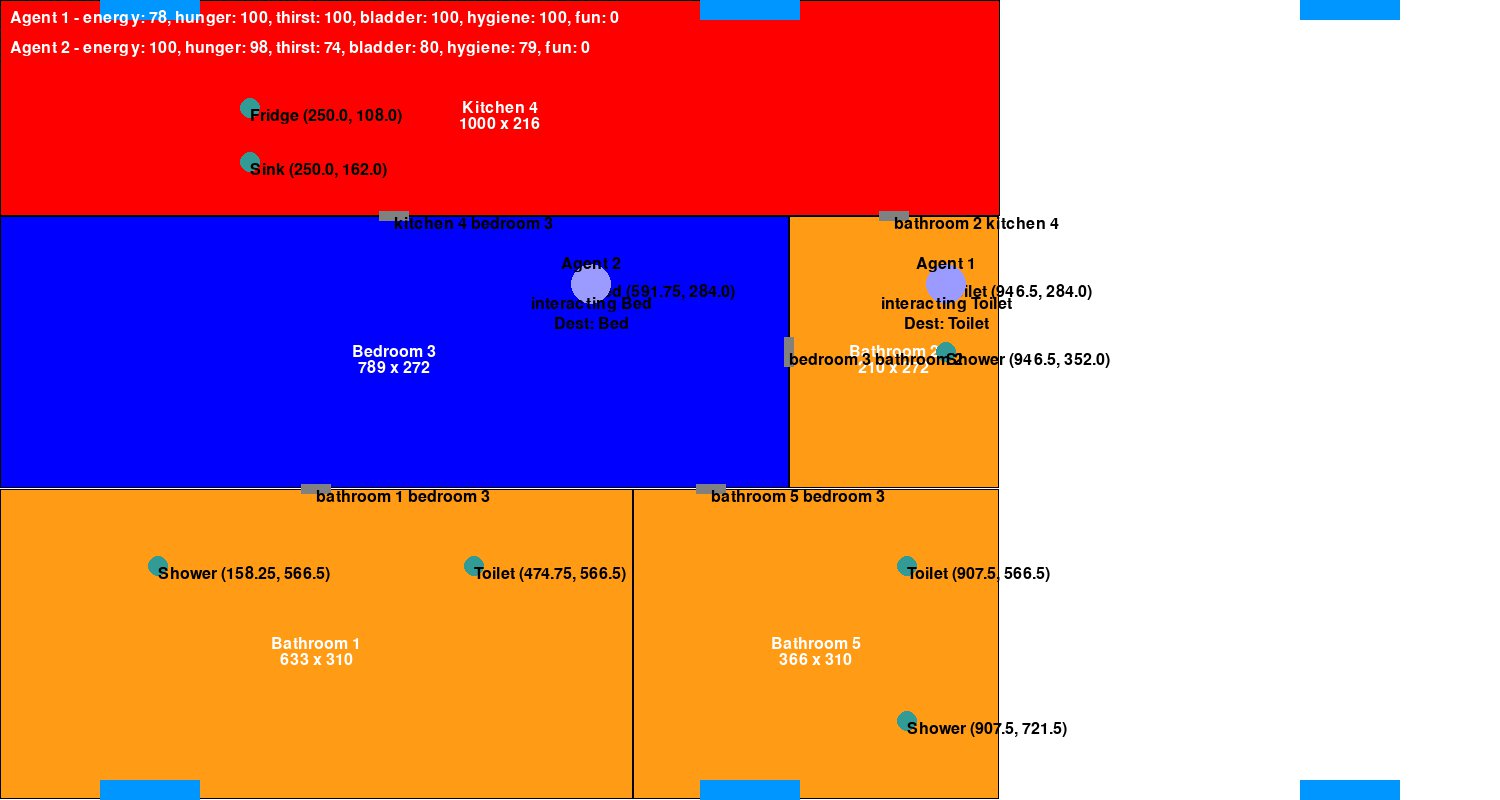 Agent 1 - energy: 78, hunger: 100, thirst: 100, bladder: 100, hygiene: 100, fun: 0
Agent 2 - energy: 100, hunger: 98, thirst: 74, bladder: 80, hygiene: 79, fun: 0
Fridge (250.0, 108.0)
Kitchen 4
1000 x 216
Sink (250.0, 162.0)
kitchen 4 bedroom 3
bathroom 2 kitchen 4
Agent 2
(591.75, 284.0)
interacting Bed
Dest: Bed
Agent 1
(946.5, 284.0)
interacting Toilet
Dest: Toilet
Bedroom 3
789 x 272
bedroom 3 bathroom 2
Bathroom 2
210 x 272
Shower (946.5, 352.0)
bathroom 1 bedroom 3
bathroom 5 bedroom 3
Shower (158.25, 566.5)
Toilet (474.75, 566.5)
Toilet (907.5, 566.5)
Bathroom 1
633 x 310
Bathroom 5
366 x 310
Shower (907.5, 721.5)